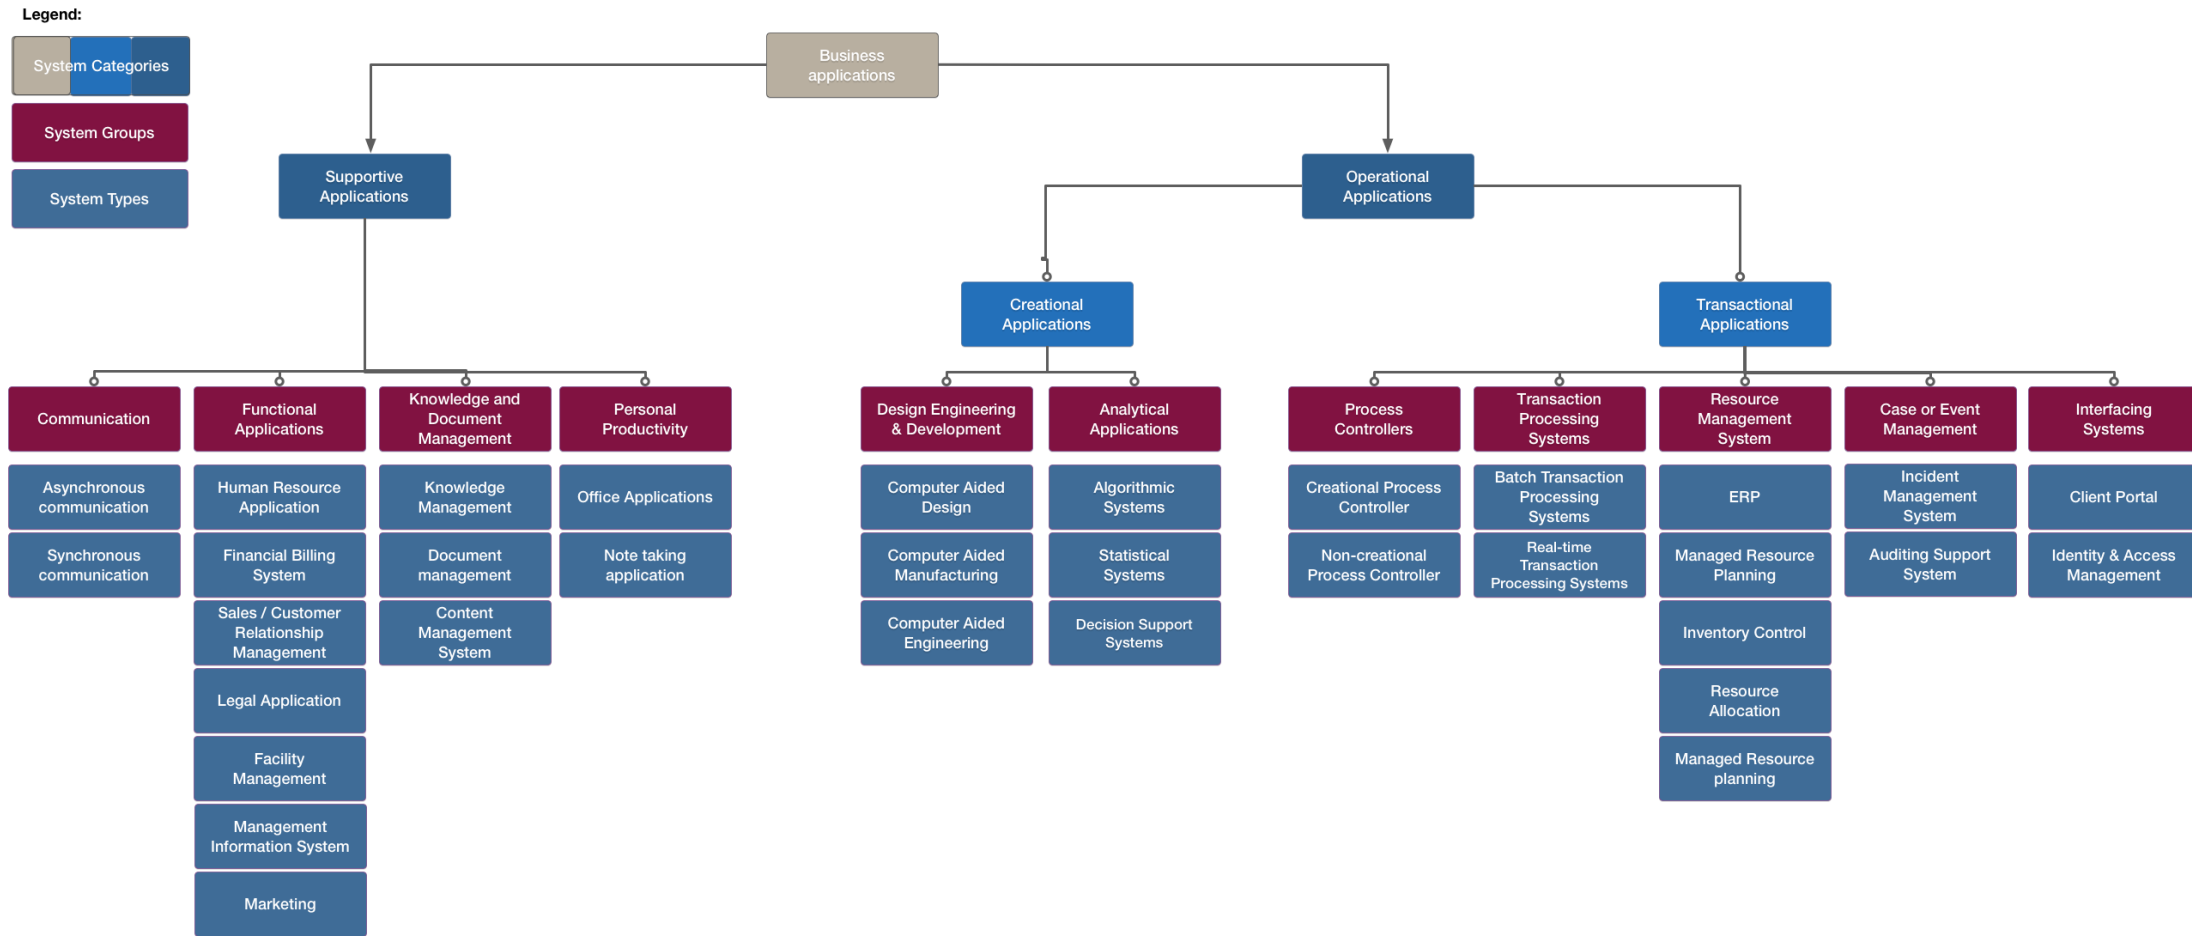 Legend:
System Categories
System Groups
System Types
Business
applications
Supportive
Applications
Operational
Applications
Creational
Applications
Transactional
Applications
Communication
Asynchronous
communication
Synchronous
communication
Functional
Applications
Human Resource
Application
Financial Billing
System
Sales / Customer
Relationship
Management
Legal Application
Facility
Management
Management
Information System
Marketing
Knowledge and
Document
Management
Knowledge
Management
Document
management
Content
Management
System
Personal
Productivity
Office Applications
Note taking
application
Design Engineering
& Development
Computer Aided
Design
Computer Aided
Manufacturing
Computer Aided
Engineering
Analytical
Applications
Algorithmic
Systems
Statistical
Systems
Decision Support
Systems
Process
Controllers
Creational Process
Controller
Non-creational
Process Controller
Transaction
Processing
Systems
Batch Transaction
Processing
Systems
Real-time
Transaction
Processing Systems
Resource
Management
System
ERP
Managed Resource
Planning
Inventory Control
Resource
Allocation
Managed Resource
planning
Case or Event
Management
Incident
Management
System
Auditing Support
System
Interfacing
Systems
Client Portal
Identity & Access
Management